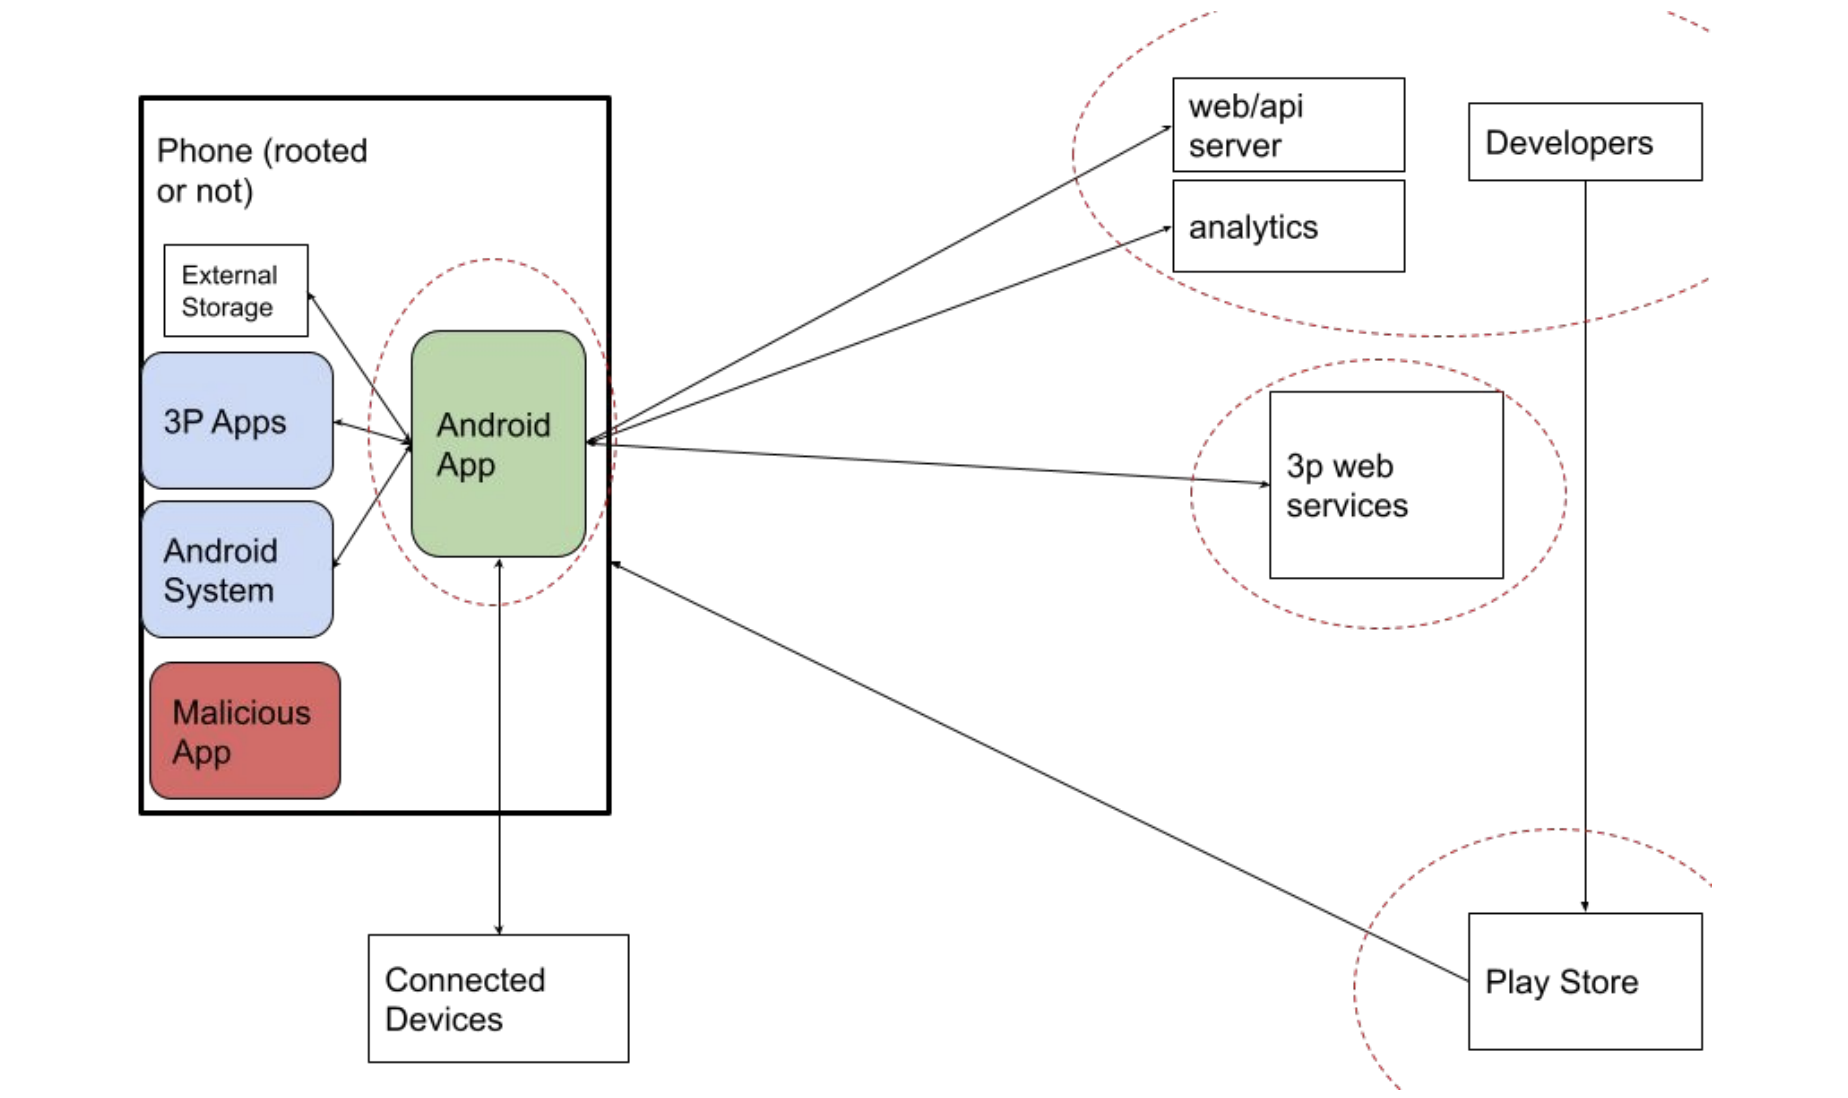 Phone (rooted
or not)
External
Storage
3P Apps
Android
System
Malicious
App
Android
App
Connected
Devices
web/api
server
analytics
Developers
3p web
services
Play Store